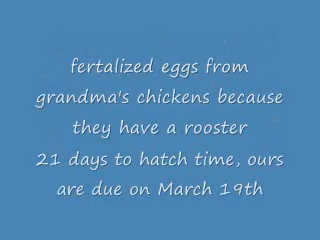 fertalized eggs from
grandma's chickens because
they have a rooster
21 days to hatch time, ours
are due on March 19th